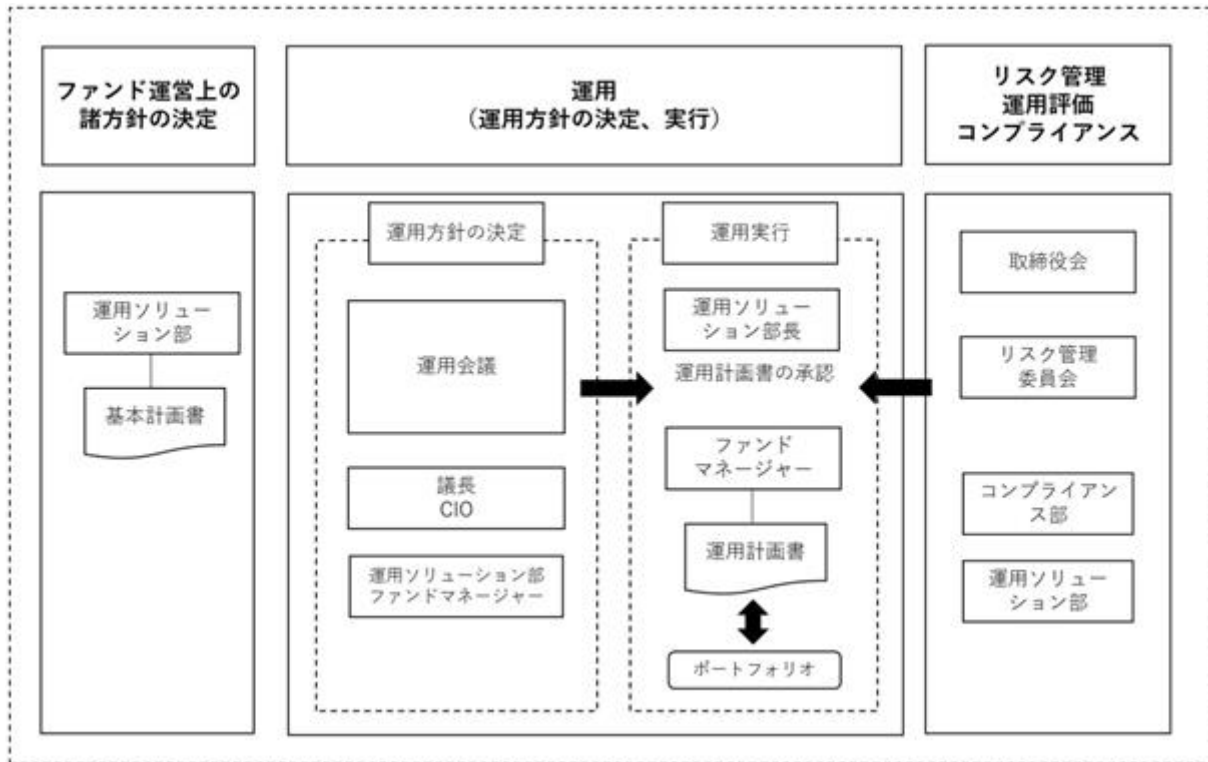 ファンド運営上の
諸方針の決定
運用
（運用方針の決定、実行）
リスク管理
運用評価
コンプライアンス
運用ソリュー
ション部
基本計画書
運用方針の決定
運用会議
議長
CIO
運用ソリューション部
ファンドマネージャー
運用実行
運用ソリュー
ション部長
運用計画書の承認
ファンド
マネージャー
運用計画書
ポートフォリオ
取締役会
リスク管理
委員会
コンプライアン
ス部
運用ソリュー
ション部